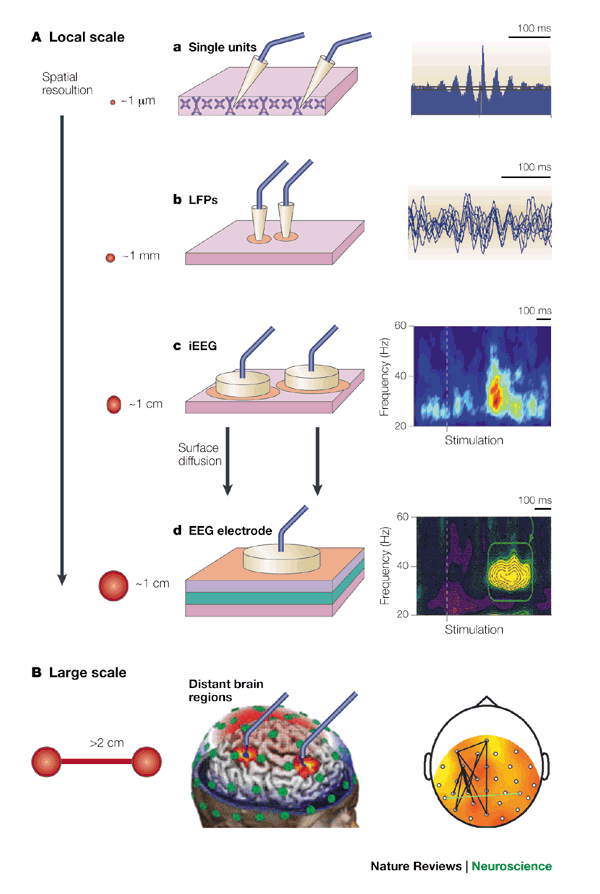 A Local scale
Spatial
resoultion
a Single units
100 ms
~1 μm
b LFPs
100 ms
~1 mm
c iEEG
100 ms
60
40
20
Frequency (Hz)
Stimulation
~1 cm
Surface
diffusion
d EEG electrode
100 ms
60
40
20
Frequency (Hz)
Stimulation
~1 cm
B Large scale
Distant brain
regions
>2 cm
Nature Reviews | Neuroscience